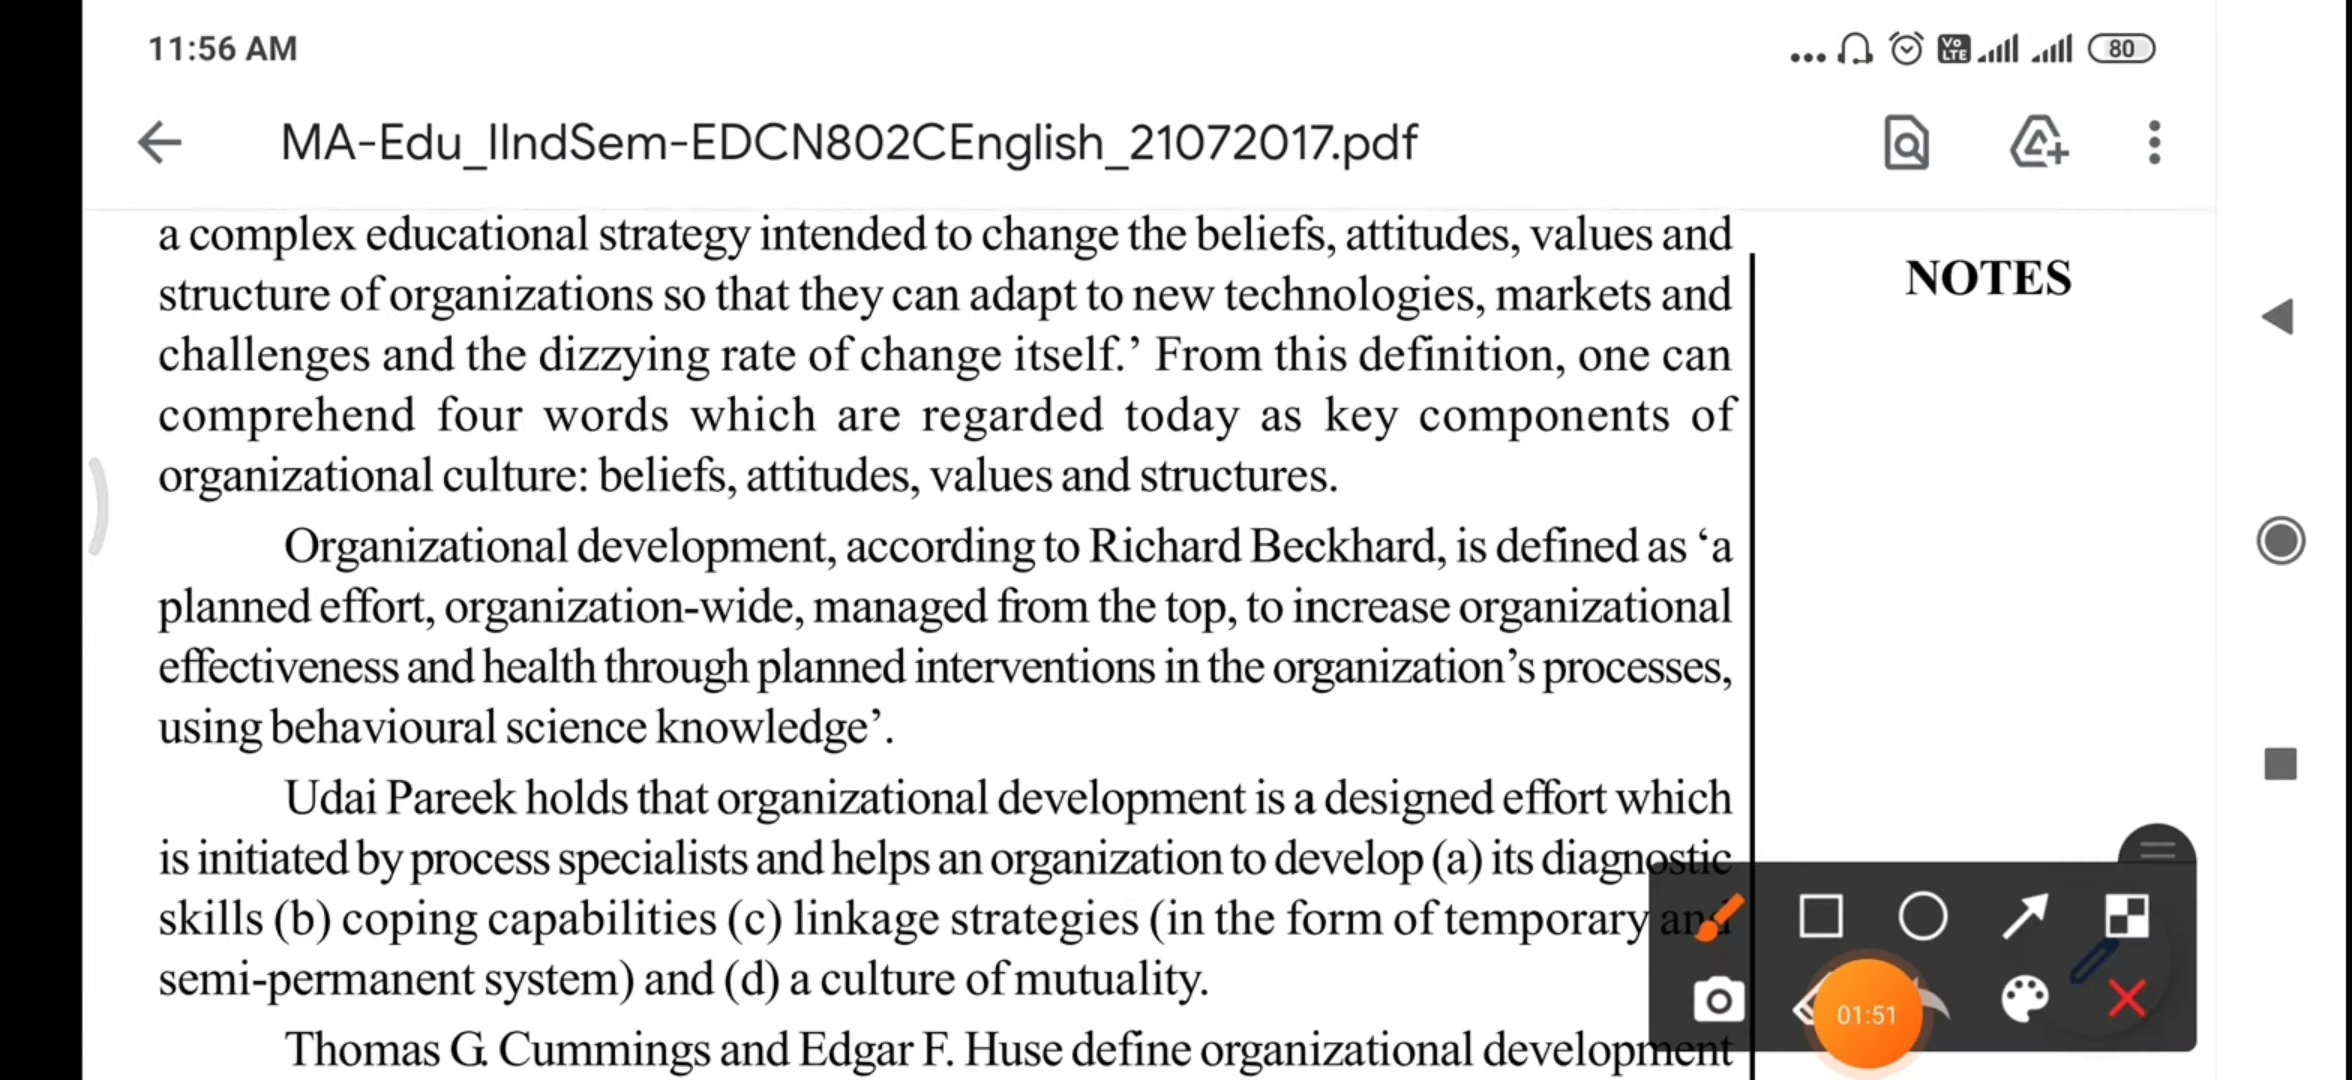 11:56 AM
Vo LTE
80
MA-Edu_IIndSem-EDCN802CEnglish_21072017.pdf
a complex educational strategy intended to change the beliefs, attitudes, values and
structure of organizations so that they can adapt to new technologies, markets and
challenges and the dizzying rate of change itself.’ From this definition, one can
comprehend four words which are regarded today as key components of
organizational culture: beliefs, attitudes, values and structures.
NOTES
Organizational development, according to Richard Beckhard, is defined as ‘a
planned effort, organization-wide, managed from the top, to increase organizational
effectiveness and health through planned interventions in the organization’s processes,
using behavioural science knowledge’.
Udai Pareek holds that organizational development is a designed effort which
is initiated by process specialists and helps an organization to develop (a) its diagnostic
skills (b) coping capabilities (c) linkage strategies (in the form of temporary and
semi-permanent system) and (d) a culture of mutuality.
Thomas G. Cummings and Edgar F. Huse define organizational development
01:51